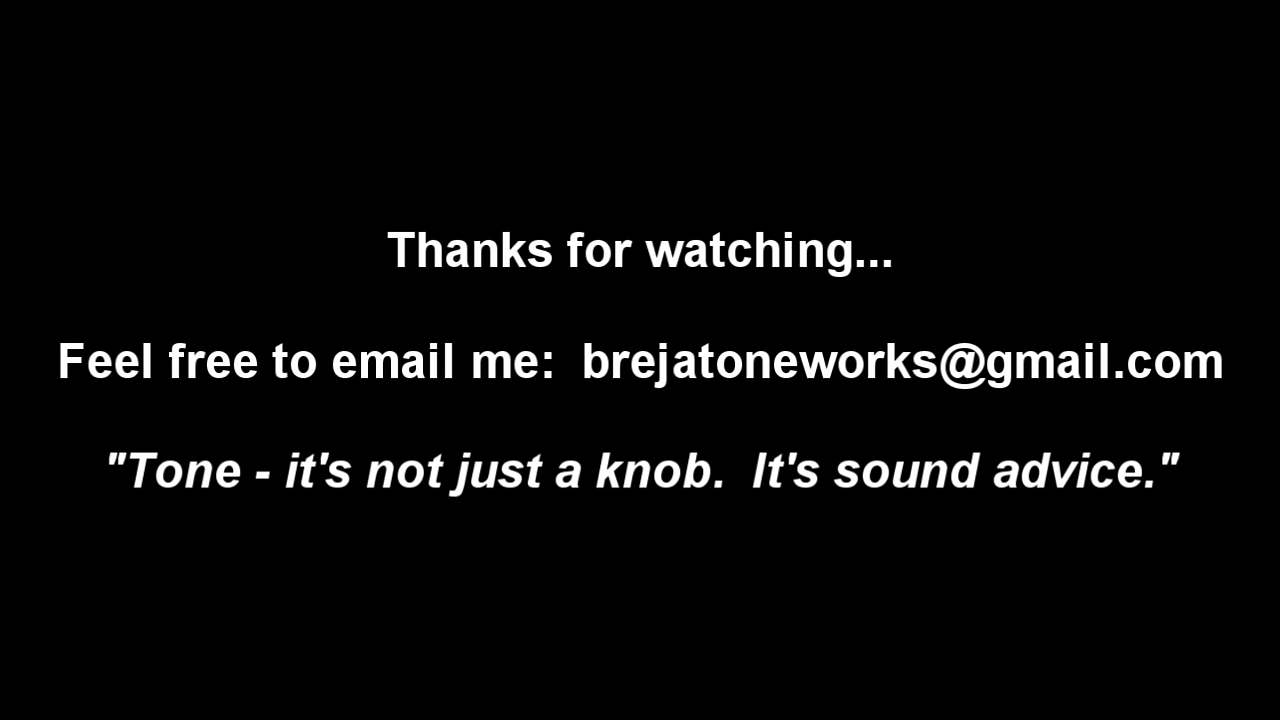 Thanks for watching...
Feel free to email me:  brejatoneworks@gmail.com
"Tone - it's not just a knob.  It's sound advice."